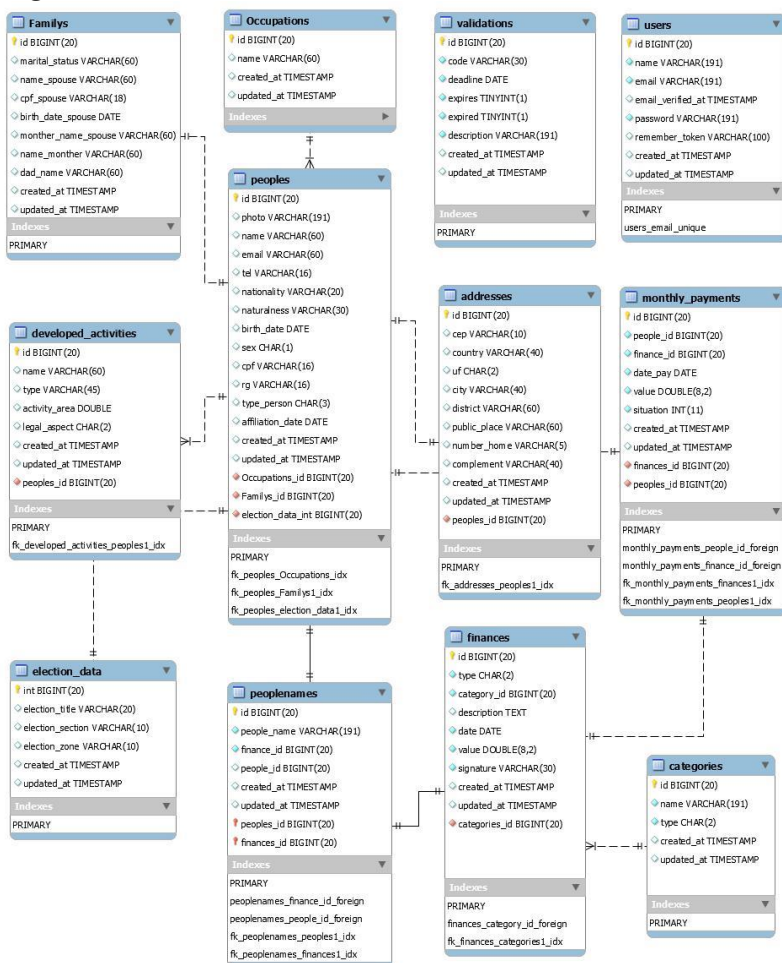 Familys
id BIGINT(20)
marital_status VARCHAR(60)
name_spouse VARCHAR(60)
cpf_spouse VARCHAR(18)
birth_date_spouse DATE
monther_name_spouse VARCHAR(60)
name_monther VARCHAR(60)
dad_name VARCHAR(60)
created_at TIMESTAMP
updated_at TIMESTAMP
Indexes
PRIMARY
Occupations
id BIGINT(20)
name VARCHAR(60)
created_at TIMESTAMP
updated_at TIMESTAMP
Indexes
validations
id BIGINT(20)
code VARCHAR(30)
deadline DATE
expires TINYINT(1)
expired TINYINT(1)
description VARCHAR(191)
created_at TIMESTAMP
updated_at TIMESTAMP
Indexes
PRIMARY
users
id BIGINT(20)
name VARCHAR(191)
email VARCHAR(191)
email_verified_at TIMESTAMP
password VARCHAR(191)
remember_token VARCHAR(100)
created_at TIMESTAMP
updated_at TIMESTAMP
Indexes
PRIMARY
users_email_unique
peoples
id BIGINT(20)
photo VARCHAR(191)
name VARCHAR(60)
email VARCHAR(60)
tel VARCHAR(16)
nationality VARCHAR(20)
naturalness VARCHAR(30)
birth_date DATE
sex CHAR(1)
cpf VARCHAR(16)
rg VARCHAR(16)
type_person CHAR(3)
affiliation_date DATE
created_at TIMESTAMP
updated_at TIMESTAMP
Occupations_id BIGINT(20)
Familys_id BIGINT(20)
election_data_int BIGINT(20)
Indexes
PRIMARY
fk_peoples_Occupations_idx
fk_peoples_Familys1_idx
fk_peoples_election_data1_idx
developed_activities
id BIGINT(20)
name VARCHAR(60)
type VARCHAR(45)
activity_area DOUBLE
legal_aspect CHAR(2)
created_at TIMESTAMP
updated_at TIMESTAMP
peoples_id BIGINT(20)
Indexes
PRIMARY
fk_developed_activities_peoples1_idx
addresses
id BIGINT(20)
cep VARCHAR(10)
country VARCHAR(40)
uf CHAR(2)
city VARCHAR(40)
district VARCHAR(60)
public_place VARCHAR(60)
number_home VARCHAR(5)
complement VARCHAR(40)
created_at TIMESTAMP
updated_at TIMESTAMP
peoples_id BIGINT(20)
Indexes
PRIMARY
fk_addresses_peoples1_idx
monthly_payments
id BIGINT(20)
people_id BIGINT(20)
finance_id BIGINT(20)
date_pay DATE
value DOUBLE(8,2)
situation INT(11)
created_at TIMESTAMP
updated_at TIMESTAMP
finances_id BIGINT(20)
peoples_id BIGINT(20)
Indexes
PRIMARY
monthly_payments_people_id_foreign
monthly_payments_finance_id_foreign
fk_monthly_payments_finances1_idx
fk_monthly_payments_peoples1_idx
election_data
int BIGINT(20)
election_title VARCHAR(20)
election_section VARCHAR(10)
election_zone VARCHAR(10)
created_at TIMESTAMP
updated_at TIMESTAMP
Indexes
PRIMARY
peoplenames
id BIGINT(20)
people_name VARCHAR(191)
finance_id BIGINT(20)
people_id BIGINT(20)
created_at TIMESTAMP
updated_at TIMESTAMP
peoples_id BIGINT(20)
finances_id BIGINT(20)
Indexes
PRIMARY
peoplenames_finance_id_foreign
peoplenames_people_id_foreign
fk_peoplenames_peoples1_idx
fk_peoplenames_finances1_idx
finances
id BIGINT(20)
type CHAR(2)
category_id BIGINT(20)
description TEXT
date DATE
value DOUBLE(8,2)
signature VARCHAR(30)
created_at TIMESTAMP
updated_at TIMESTAMP
categories_id BIGINT(20)
Indexes
PRIMARY
finances_category_id_foreign
fk_finances_categories1_idx
categories
id BIGINT(20)
name VARCHAR(191)
type CHAR(2)
created_at TIMESTAMP
updated_at TIMESTAMP
Indexes
PRIMARY